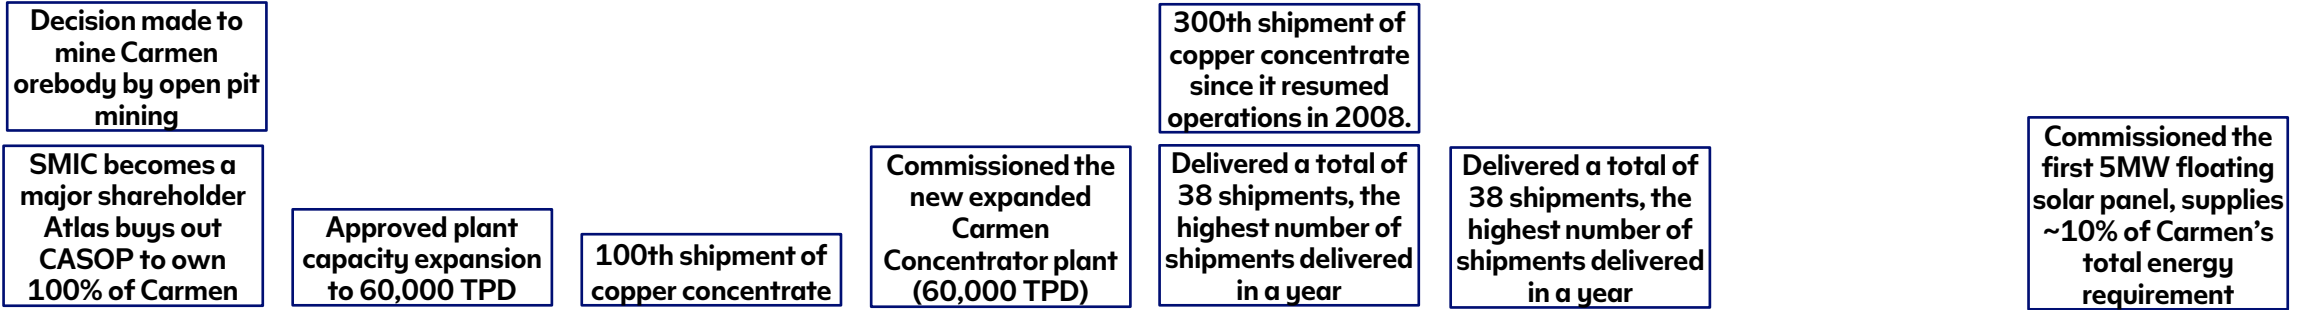 Decision made to
mine Carmen
orebody by open pit
mining
SMIC becomes a
major shareholder
Atlas buys out
CASOP to own
100% of Carmen
Approved plant
capacity expansion
to 60,000 TPD
100th shipment of
copper concentrate
Commissioned the
new expanded
Carmen
Concentrator plant
(60,000 TPD)
300th shipment of
copper concentrate
since it resumed
operations in 2008.
Delivered a total of
38 shipments, the
highest number of
shipments delivered
in a year
Delivered a total of
38 shipments, the
highest number of
shipments delivered
in a year
Commissioned the
first 5MW floating
solar panel, supplies
~10% of Carmen’s
total energy
requirement